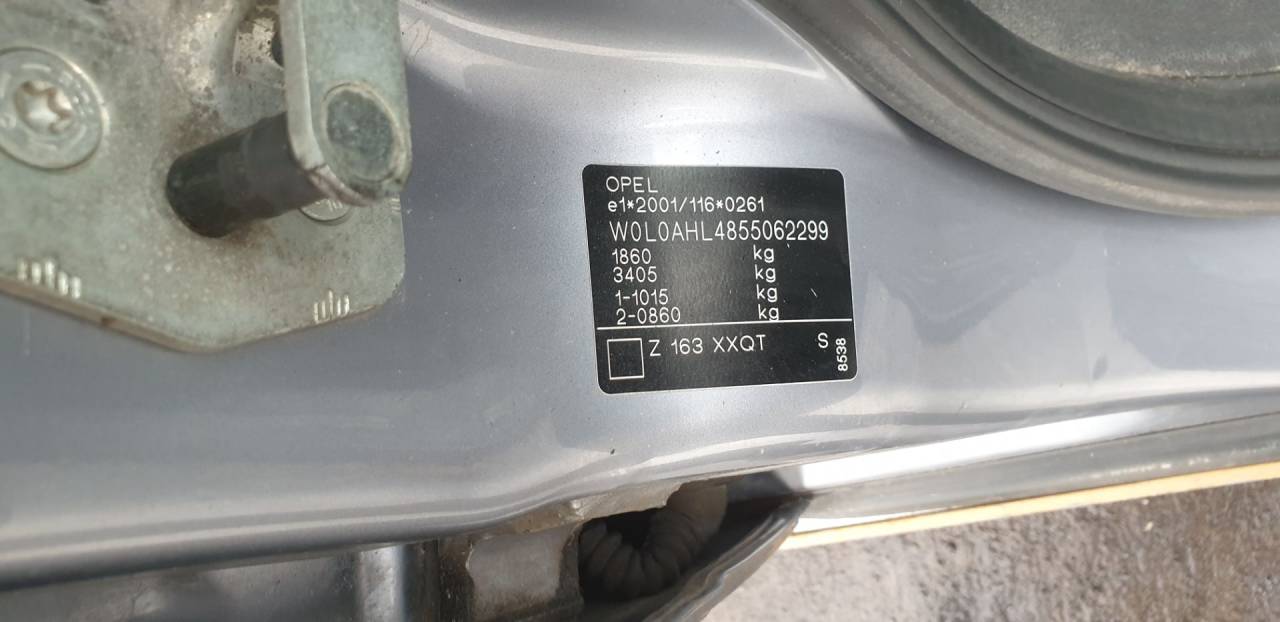 OPEL
e1*2001/116*0261
W0L0AHL4855062299
1860 kg
3405 kg
1-1015 kg
2-0860 kg
Z 163 XXQT S
8538